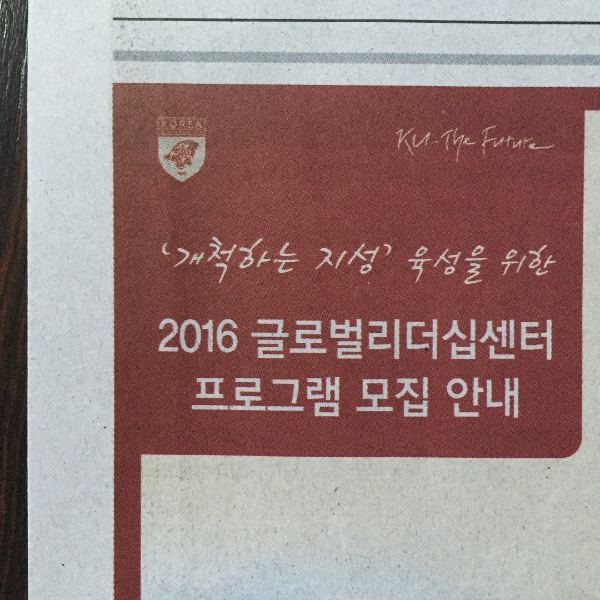 KOREA
KU. The Future
‘개척하는 지성’ 육성을 위한
2016 글로벌리더십센터
프로그램 모집 안내